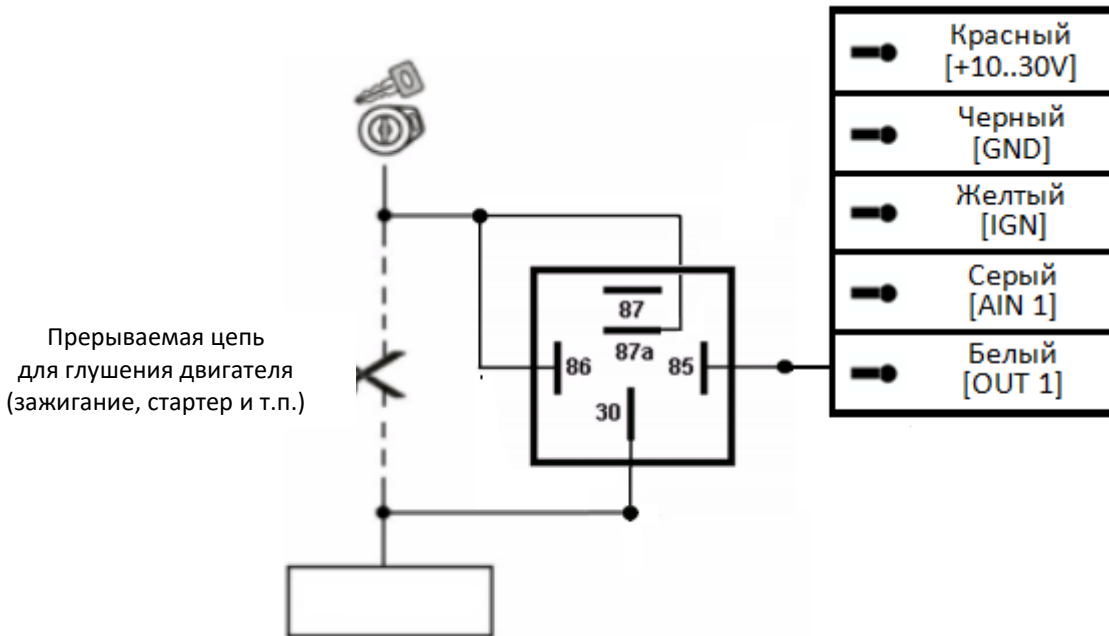 Красный
[+10..30V]
Черный
[GND]
Желтый
[IGN]
Серый
[AIN 1]
Белый
[OUT 1]
87
87a
86
85
30
Прерываемая цепь
для глушения двигателя
(зажигание, стартер и т.п.)